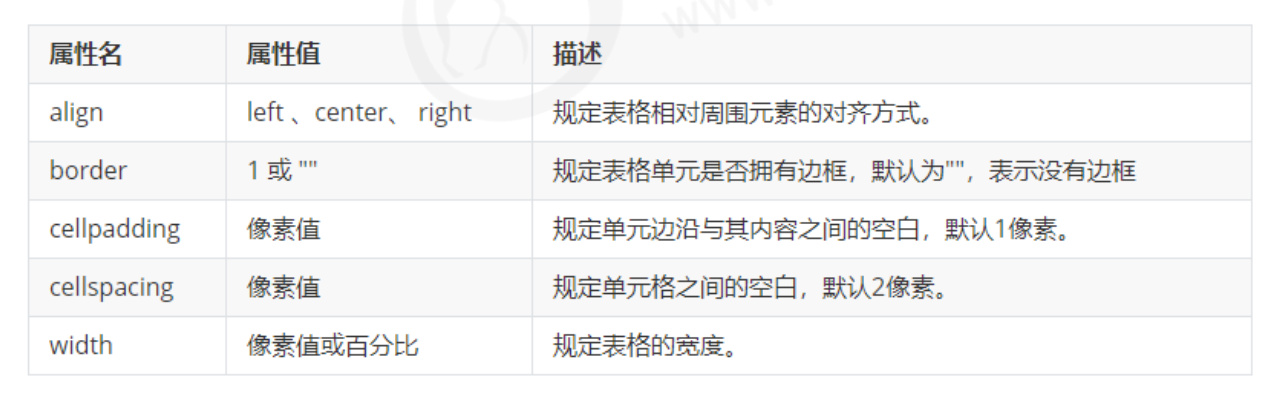 属性名 属性值 描述
align left 、center、 right 规定表格相对周围元素的对齐方式。
border 1 或 "" 规定表格单元是否拥有边框，默认为""，表示没有边框
cellpadding 像素值 规定单元边沿与其内容之间的空白，默认1像素。
cellspacing 像素值 规定单元格之间的空白，默认2像素。
width 像素值或百分比 规定表格的宽度。